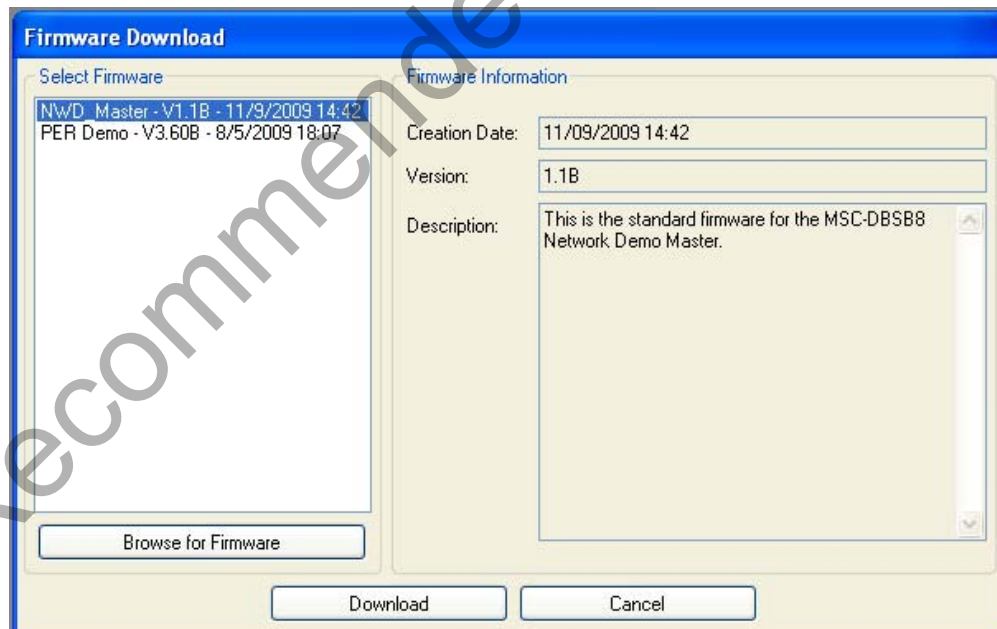 Firmware Download
Select Firmware
NWD_Master - V1.1B - 11/9/2009 14:42
PER Demo - V3.60B - 8/5/2009 18:07
Browse for Firmware
Firmware Information
Creation Date:
11/09/2009 14:42
Version:
1.1B
Description:
This is the standard firmware for the MSC-DBSB8
Network Demo Master.
Download
Cancel